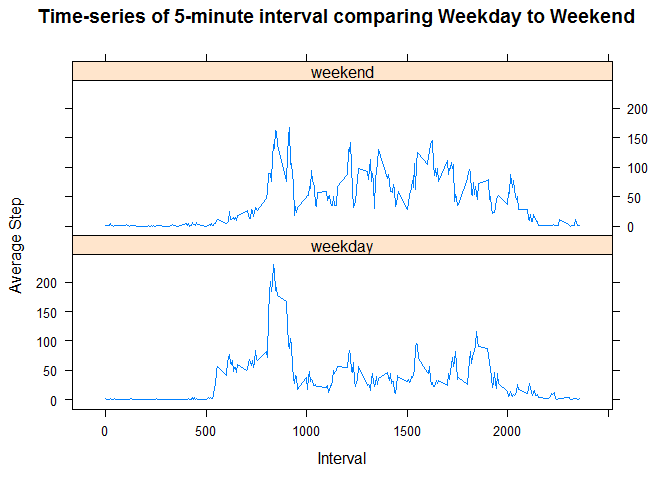 Time-series of 5-minute interval comparing Weekday to Weekend
weekend
200
150
100
50
0
weekday
200
150
100
50
0
0 500 1000 1500 2000
Average Step
Interval